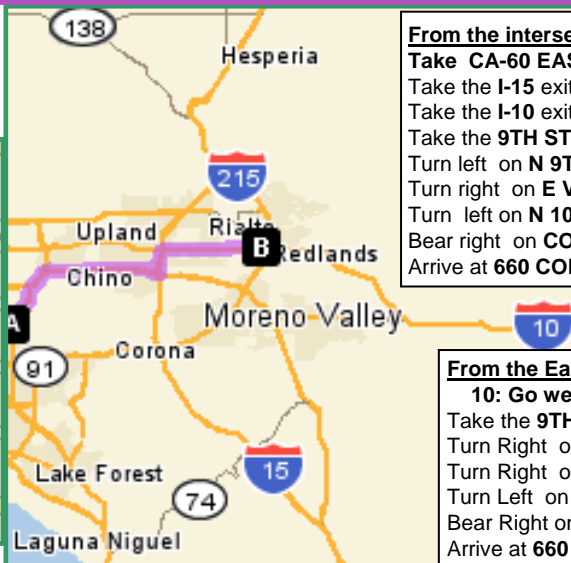 138
Hesperia
From the interse
Take CA-60 EAS
Take the I-15 exit
Take the I-10 exit
Take the 9TH ST
Turn left on N 9T
Turn right on E V
Turn left on N 10
Bear right on CO
Arrive at 660 COL
215
Upland
Rialto
B
Redlands
Chino
A
Moreno Valley
10
91
Corona
From the Ea
10: Go we
Take the 9TH
Turn Right o
Turn Right o
Turn Left on
Bear Right on
Arrive at 660
Lake Forest
15
74
Laguna Niguel